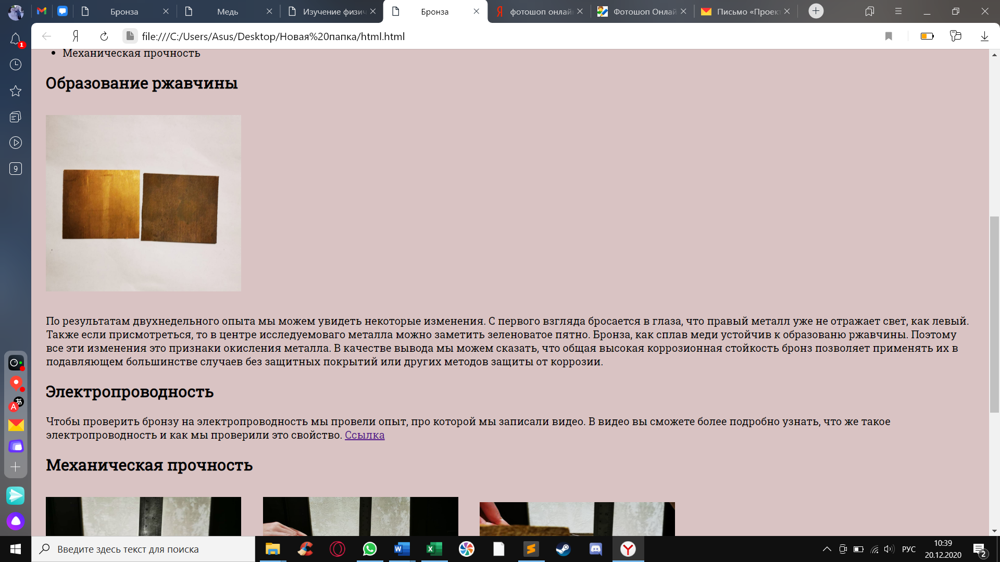 Бронза
Медь
Изучение физич
Бронза
фотошоп онлайн
Фотошоп Онлай
Письмо «Проект
file:///C:/Users/Asus/Desktop/Новая%20папка/html.html
1
9
Механическая прочность
Образование ржавчины
По результатам двухнедельного опыта мы можем увидеть некоторые изменения. С первого взгляда бросается в глаза, что правый металл уже не отражает свет, как левый.
Также если присмотреться, то в центре исследуемоваго металла можно заметить зеленоватое пятно. Бронза, как сплав меди устойчив к образованю ржавчины. Поэтому
все эти изменения это признаки окисления металла. В качестве вывода мы можем сказать, что общая высокая коррозионная стойкость бронз позволяет применять их в
подавляющем большинстве случаев без защитных покрытий или других методов защиты от коррозии.
Электропроводность
Чтобы проверить бронзу на электропроводность мы провели опыт, про которой мы записали видео. В видео вы сможете более подробно узнать, что же такое
электропроводность и как мы проверили это свойство. Ссылка
Механическая прочность
Введите здесь текст для поиска
РУС
10:39
20.12.2020
2